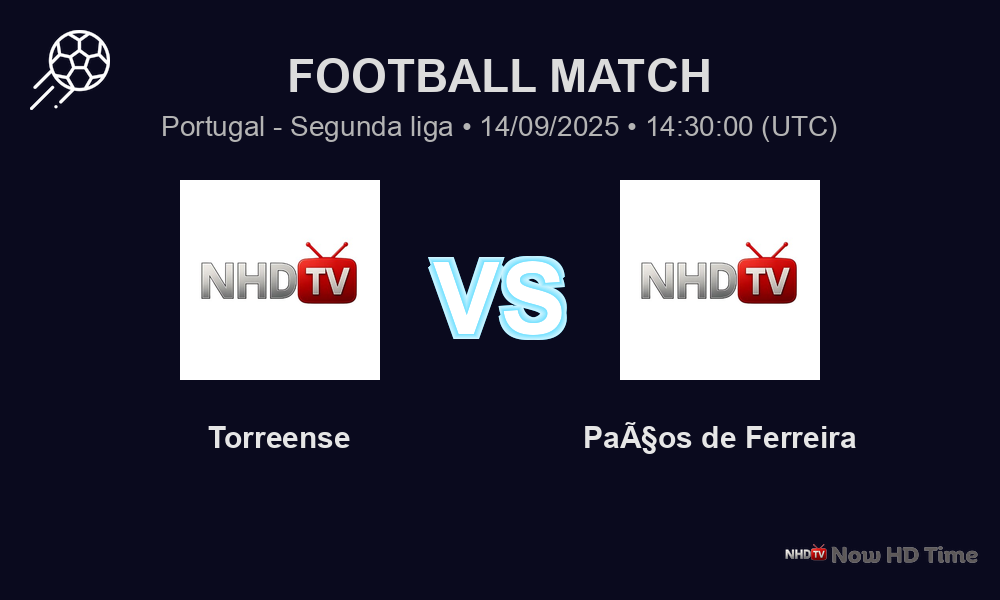 FOOTBALL MATCH
Portugal - Segunda liga • 14/09/2025 • 14:30:00 (UTC)
NHDTV
VS
NHDTV
Torreense
PaÃ§os de Ferreira
NHDTV Now HD Time